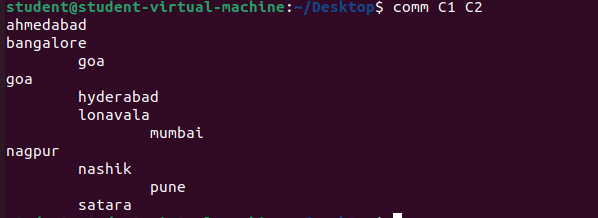 student@student-virtual-machine:~/Desktop$ comm C1 C2
ahmedabad
bangalore
        goa
goa
        hyderabad
        lonavala
                mumbai
nagpur
        nashik
                pune
        satara